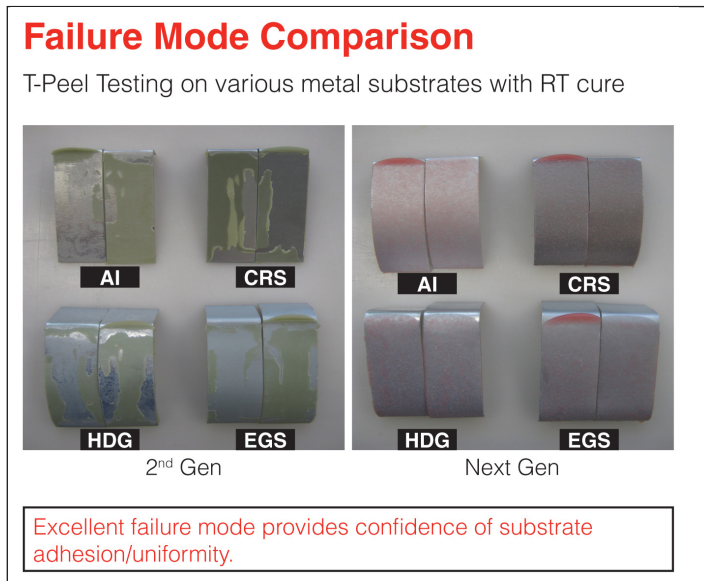 Failure Mode Comparison
T-Peel Testing on various metal substrates with RT cure
Al CRS
HDG EGS
2nd Gen
Al CRS
HDG EGS
Next Gen
Excellent failure mode provides confidence of substrate
adhesion/uniformity.